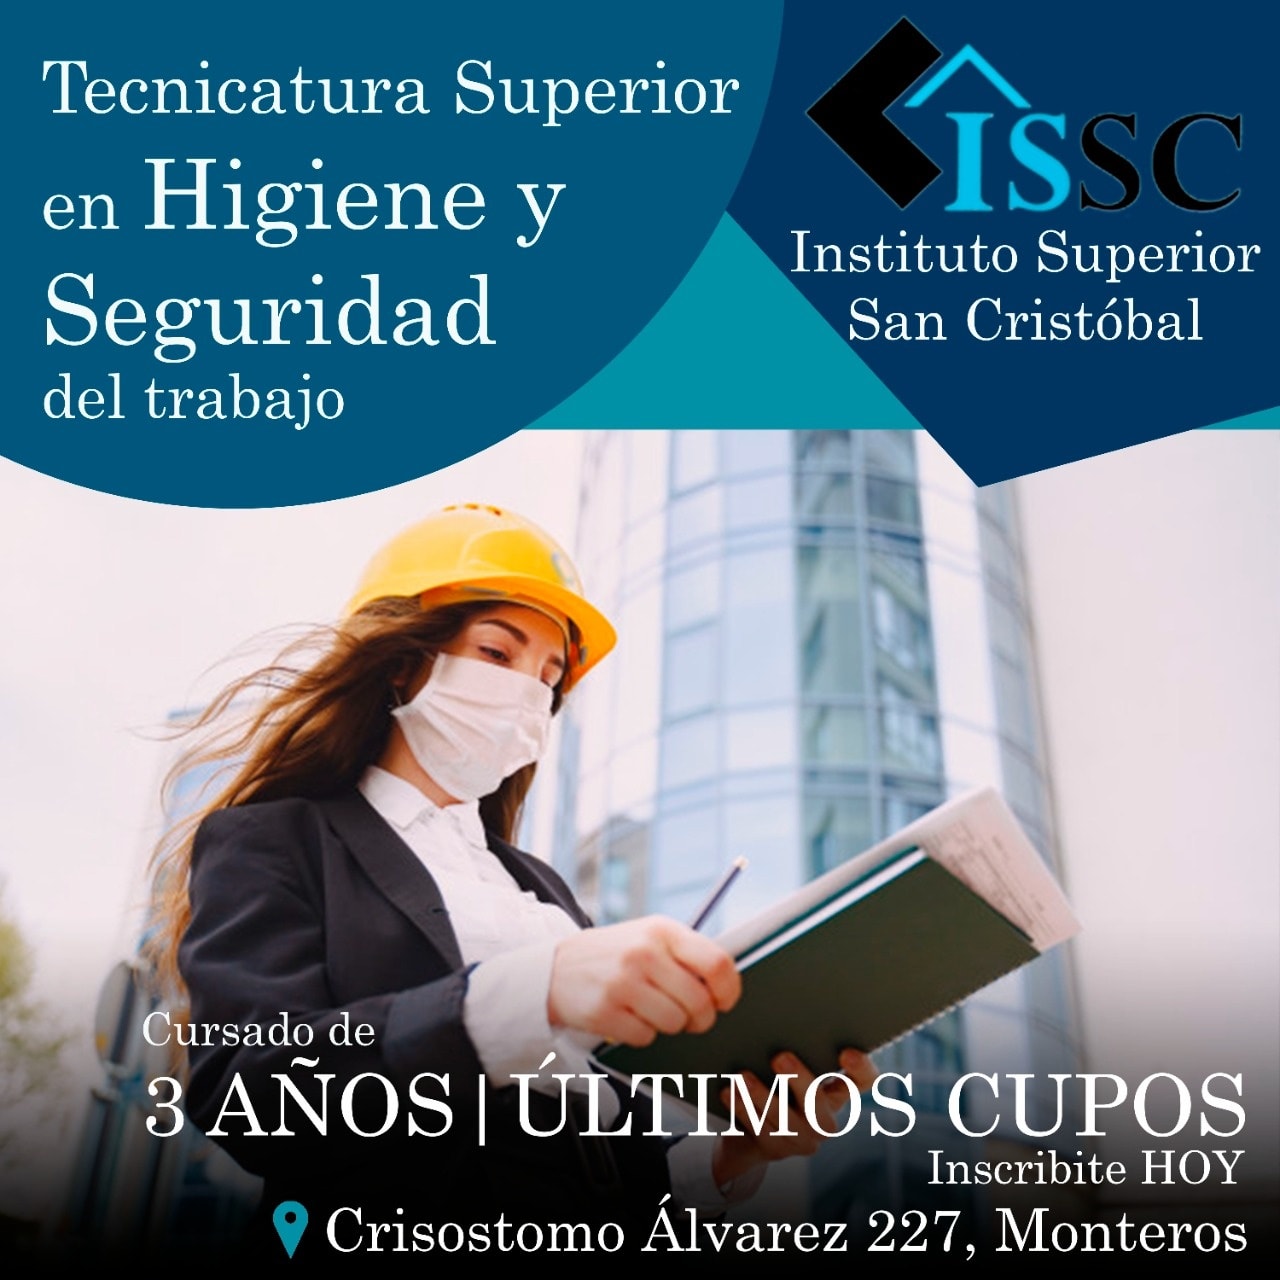 Tecnicatura Superior
en Higiene y
Seguridad
del trabajo
ISSC
Instituto Superior
San Cristóbal
Cursado de
3 AÑOS | ÚLTIMOS CUPOS
Inscribite HOY
Crisostomo Álvarez 227, Monteros